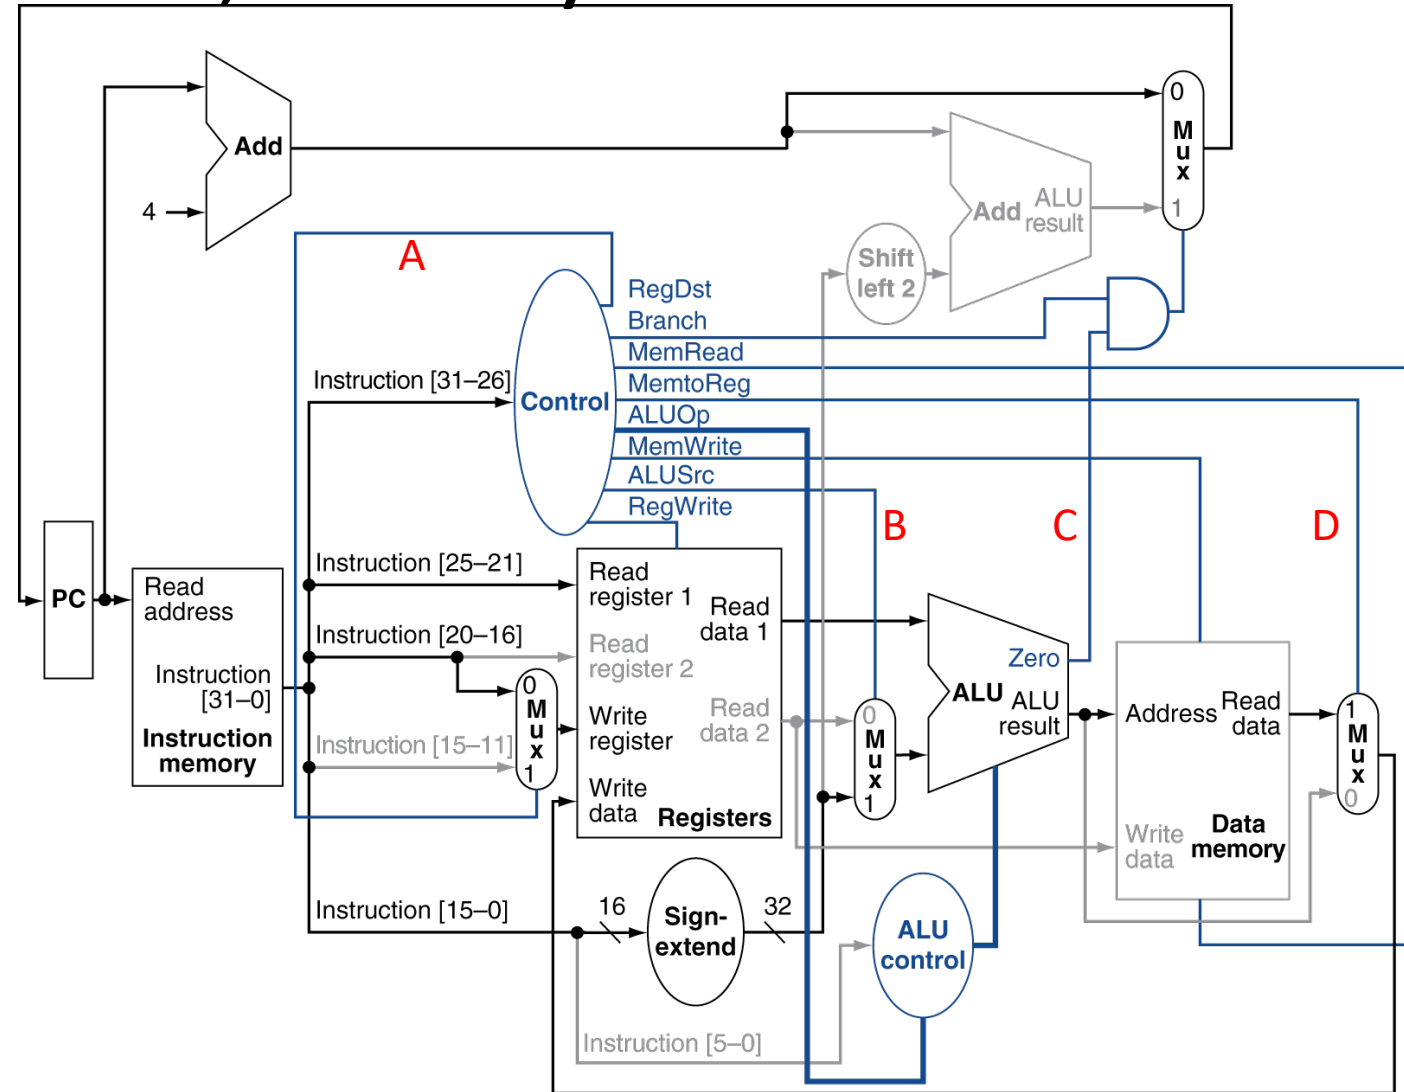 0
Mux
1
Add
4
Add
ALU
result
Shift
left 2
A
RegDst
Branch
MemRead
MemtoReg
ALUOp
MemWrite
ALUSrc
RegWrite
Control
Instruction [31–26]
B
C
D
PC
Read
address
Instruction
[31–0]
Instruction
memory
Instruction [25–21]
Instruction [20–16]
Instruction [15–11]
0
Mux
1
Read
register 1
Read
register 2
Write
register
Write
data
Read
data 1
Read
data 2
Registers
0
Mux
1
Zero
ALU
ALU
result
Address
Read
data
Write
data
Data
memory
1
Mux
0
Instruction [15–0]
16
Sign-
extend
32
ALU
control
Instruction [5–0]